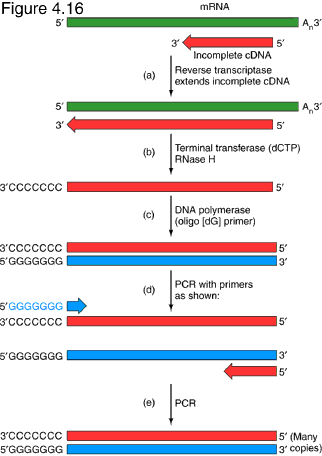 Figure 4.16
mRNA
5′ Aₙ3′
3′ 5′
Incomplete cDNA
(a) Reverse transcriptase
extends incomplete cDNA
5′ Aₙ3′
3′ 5′
(b) Terminal transferase (dCTP)
RNase H
3′CCCCCCC 5′
(c) DNA polymerase
(oligo [dG] primer)
3′CCCCCCC 5′
5′GGGGGGG 3′
(d) PCR with primers
as shown:
5′GGGGGGG
3′CCCCCCC 5′
5′GGGGGGG 3′
5′
(e) PCR
3′CCCCCCC 5′ (Many
5′GGGGGGG 3′ copies)